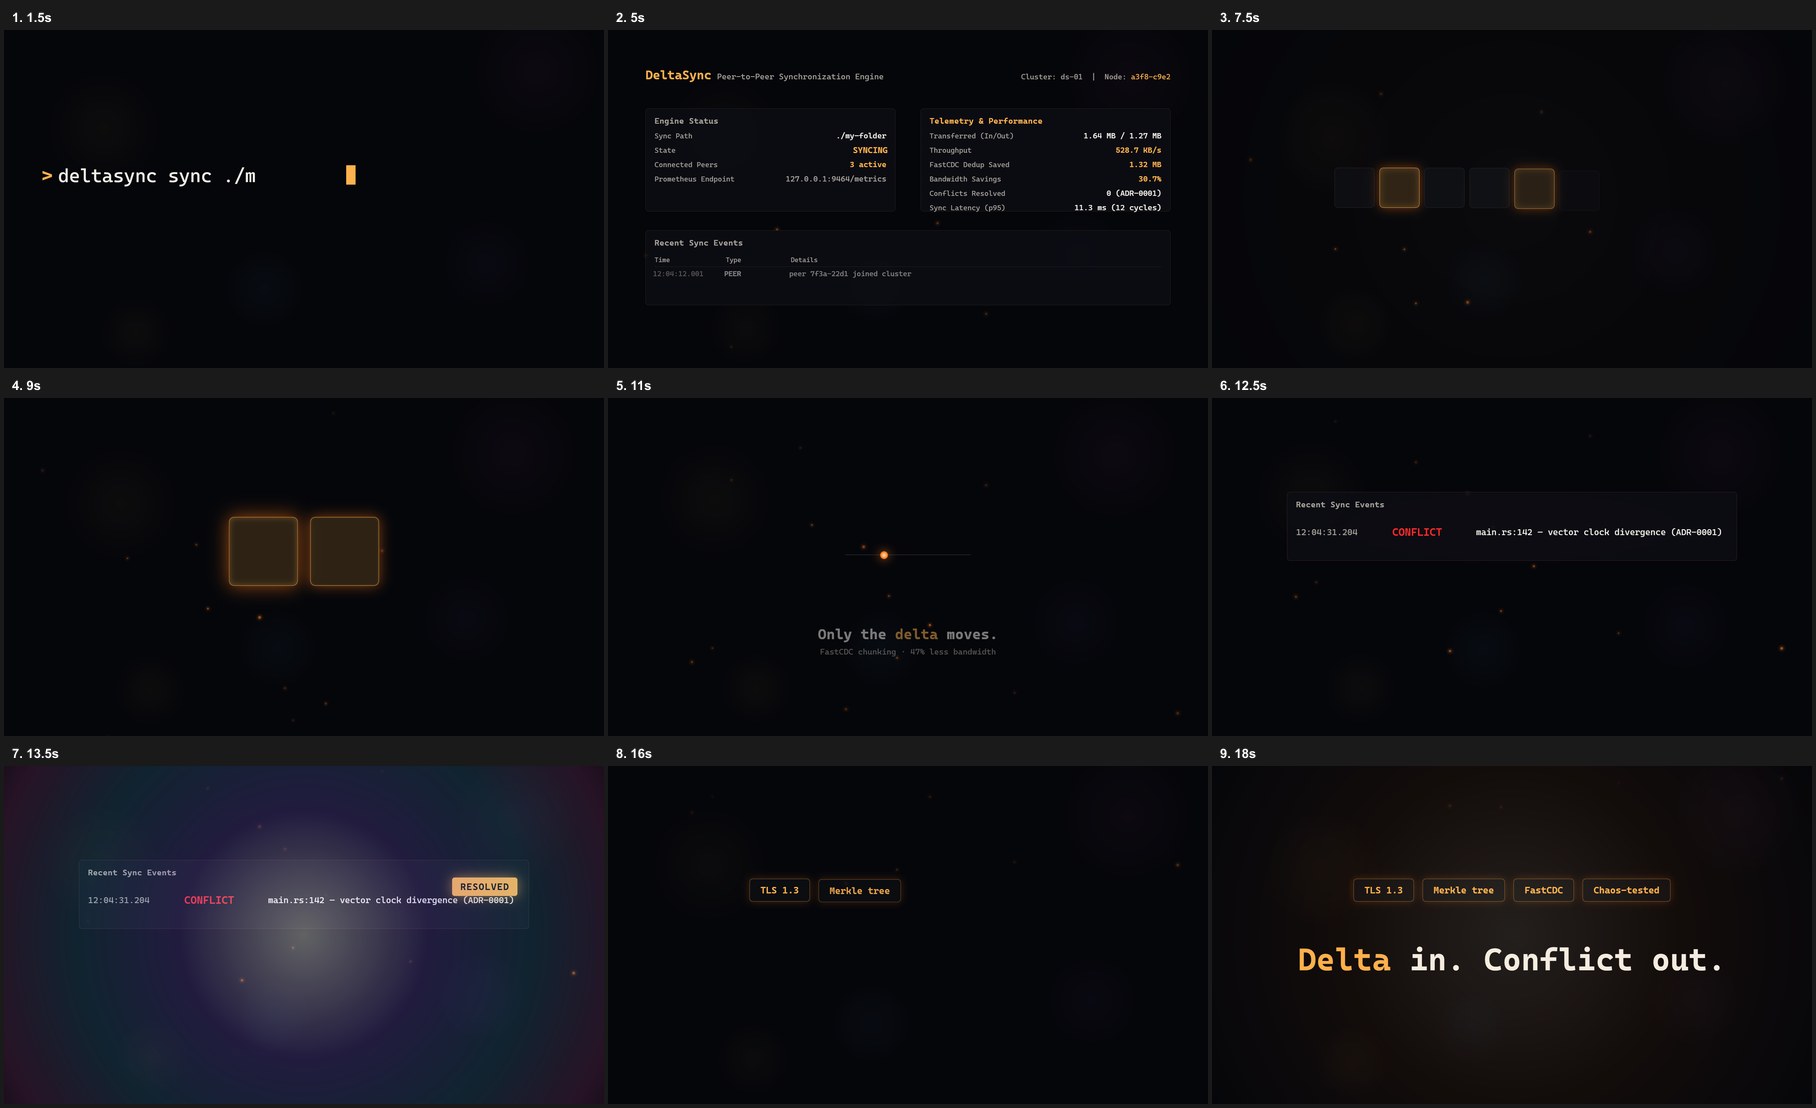 1. 1.5s
> deltasync sync ./m
2. 5s
DeltaSync Peer-to-Peer Synchronization Engine
Cluster: ds-01 | Node: a3f8-c9e2
Engine Status
Sync Path ./my-folder
State SYNCING
Connected Peers 3 active
Prometheus Endpoint 127.0.0.1:9464/metrics
Telemetry & Performance
Transferred (In/Out) 1.64 MB / 1.27 MB
Throughput 528.7 KB/s
FastCDC Dedup Saved 1.32 MB
Bandwidth Savings 30.7%
Conflicts Resolved 0 (ADR-0001)
Sync Latency (p95) 11.3 ms (12 cycles)
Recent Sync Events
Time Type Details
12:04:12.001 PEER peer 7f3a-22d1 joined cluster
3. 7.5s
4. 9s
5. 11s
Only the delta moves.
FastCDC chunking · 47% less bandwidth
6. 12.5s
Recent Sync Events
12:04:31.204 CONFLICT main.rs:142 — vector clock divergence (ADR-0001)
7. 13.5s
Recent Sync Events
RESOLVED
12:04:31.204 CONFLICT main.rs:142 — vector clock divergence (ADR-0001)
8. 16s
TLS 1.3 Merkle tree
9. 18s
TLS 1.3 Merkle tree FastCDC Chaos-tested
Delta in. Conflict out.